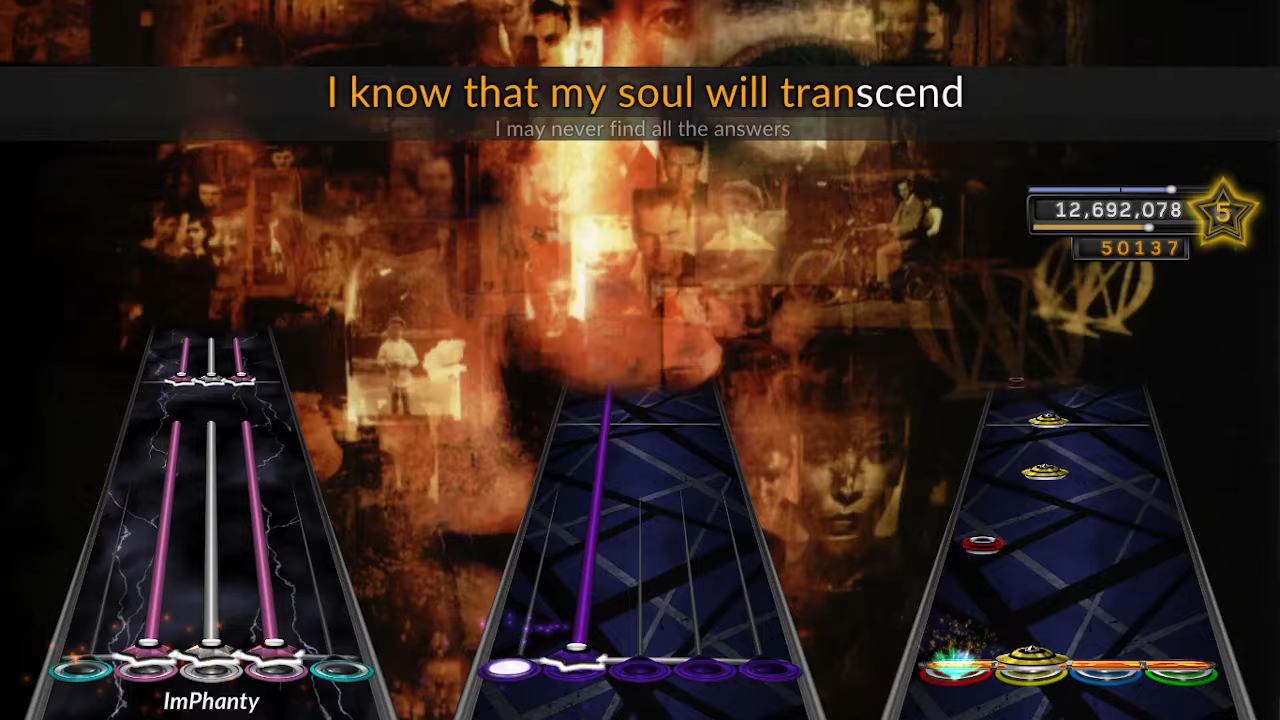 I know that my soul will transcend
I may never find all the answers
12,692,078
5
50137
ImPhanty